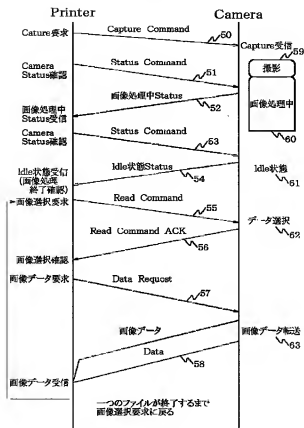 Printer
Camera
Cature要求
Capture Command
50
Capture受信
59
Camera
Status確認
Status Command
51
撮影
画像処理中
Status受信
画像処理中Status
52
画像処理中
60
Camera
Status確認
Status Command
53
Idle状態受信
(画像処理
終了確認)
Idle状態Status
54
Idle状態
61
画像選択要求
Read Command
55
データ選択
62
Read Command ACK
56
画像選択確認
画像データ要求
Data Request
57
画像データ
画像データ転送
63
Data
58
画像データ受信
一つのファイルが終了するまで
画像選択要求に戻る